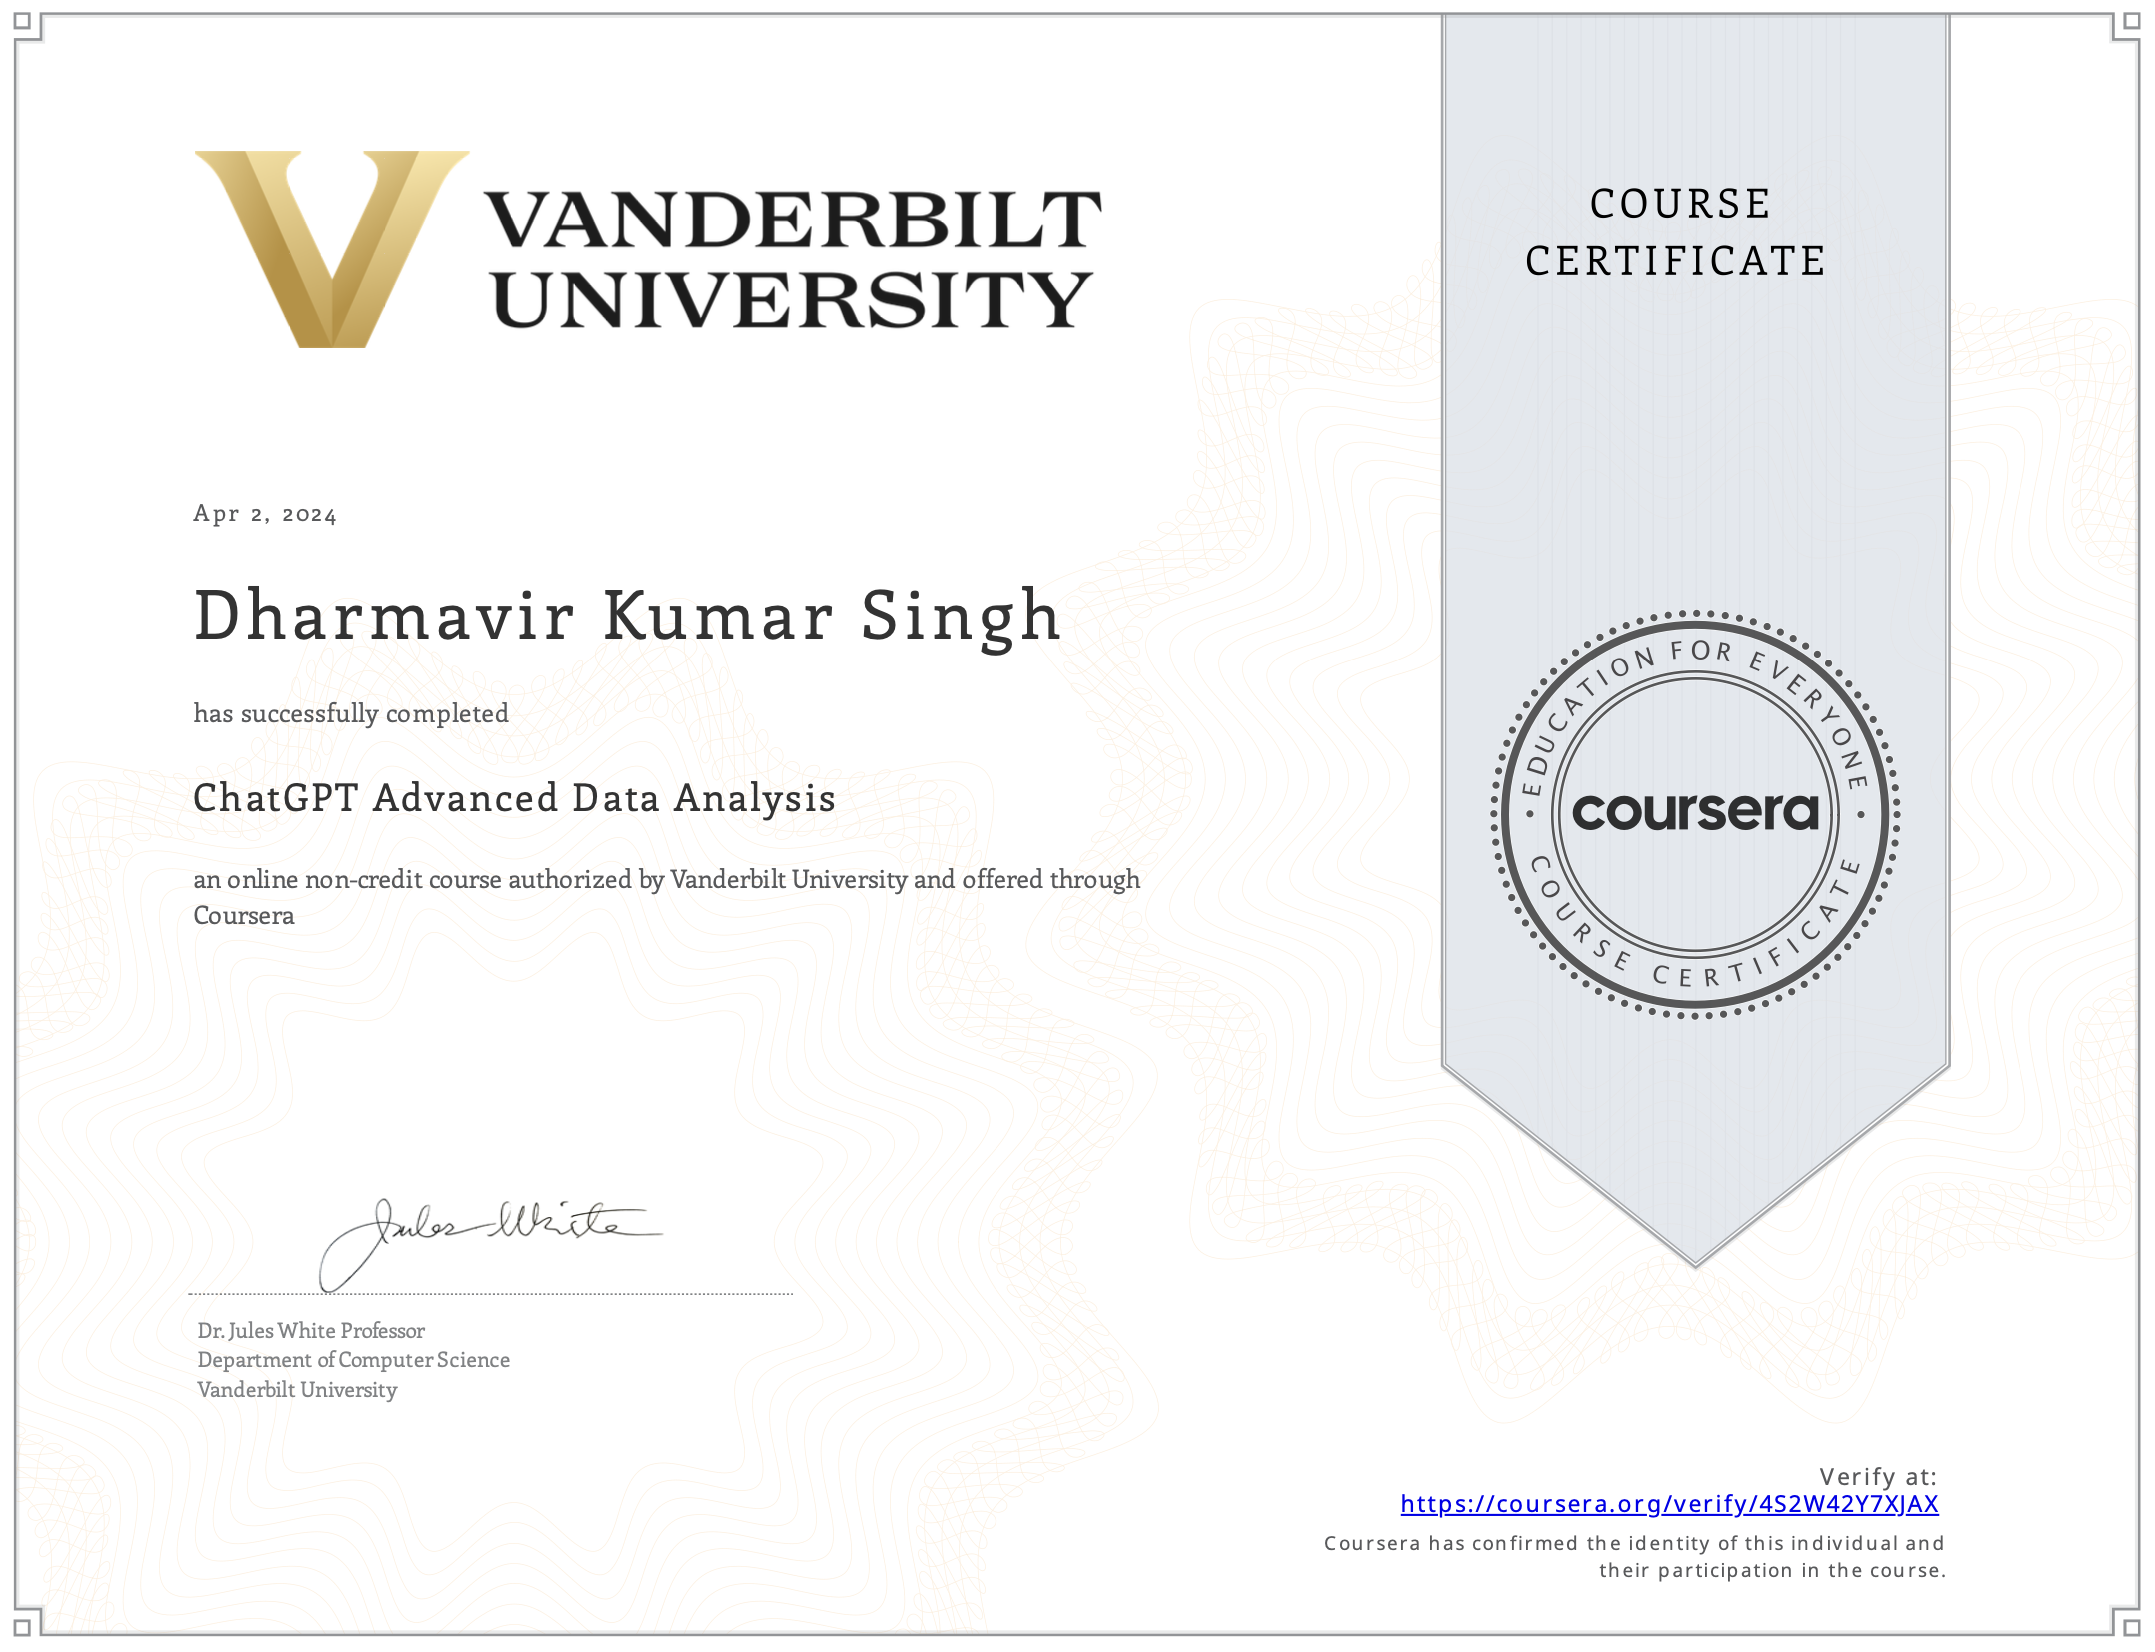 VANDERBILT
UNIVERSITY
COURSE
CERTIFICATE
Apr 2, 2024
Dharmavir Kumar Singh
has successfully completed
ChatGPT Advanced Data Analysis
an online non-credit course authorized by Vanderbilt University and offered through
Coursera
EDUCATION FOR EVERYONE
coursera
COURSE CERTIFICATE
Jules White
Dr. Jules White Professor
Department of Computer Science
Vanderbilt University
Verify at:
https://coursera.org/verify/4S2W42Y7XJAX
Coursera has confirmed the identity of this individual and
their participation in the course.